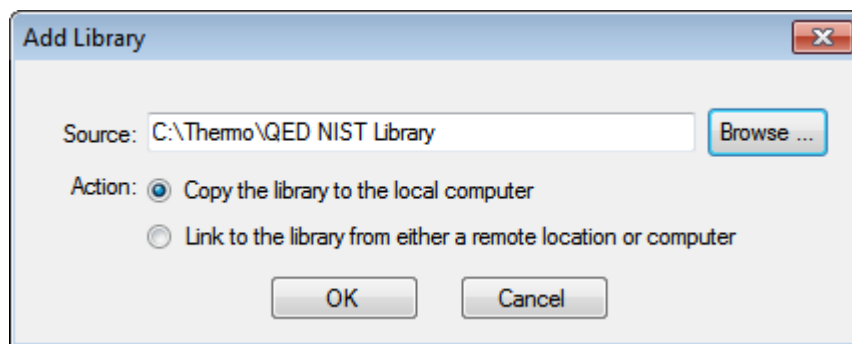 Add Library
Source: C:\Thermo\QED NIST Library Browse ...
Action: Copy the library to the local computer
Link to the library from either a remote location or computer
OK Cancel